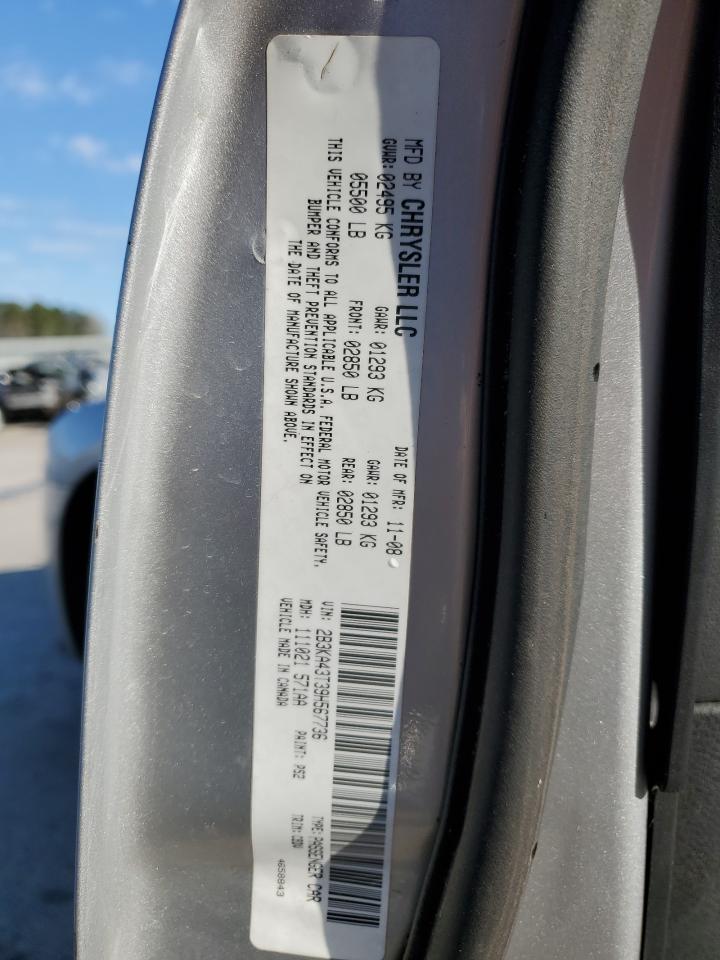 MFD BY CHRYSLER LLC DATE OF MFR: 11-08
GVWR: 02495 KG GAWR: 01293 KG GAWR: 01293 KG
05500 LB FRONT: 02850 LB REAR: 02850 LB
THIS VEHICLE CONFORMS TO ALL APPLICABLE U.S.A. FEDERAL MOTOR VEHICLE SAFETY,
BUMPER AND THEFT PREVENTION STANDARDS IN EFFECT ON
THE DATE OF MANUFACTURE SHOWN ABOVE.
VIN: 2B3KA43T39H567736 TYPE: PASSENGER CAR
MDH: 111021 571AA PAINT: PS2 TRIM:
VEHICLE MADE IN CANADA 4658843